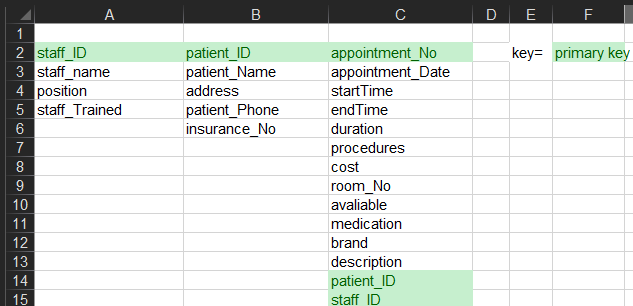 A B C D E F
1
2 staff_ID patient_ID appointment_No key= primary key
3 staff_name patient_Name appointment_Date
4 position address startTime
5 staff_Trained patient_Phone endTime
6 insurance_No duration
7 procedures
8 cost
9 room_No
10 avaliable
11 medication
12 brand
13 description
14 patient_ID
15 staff_ID